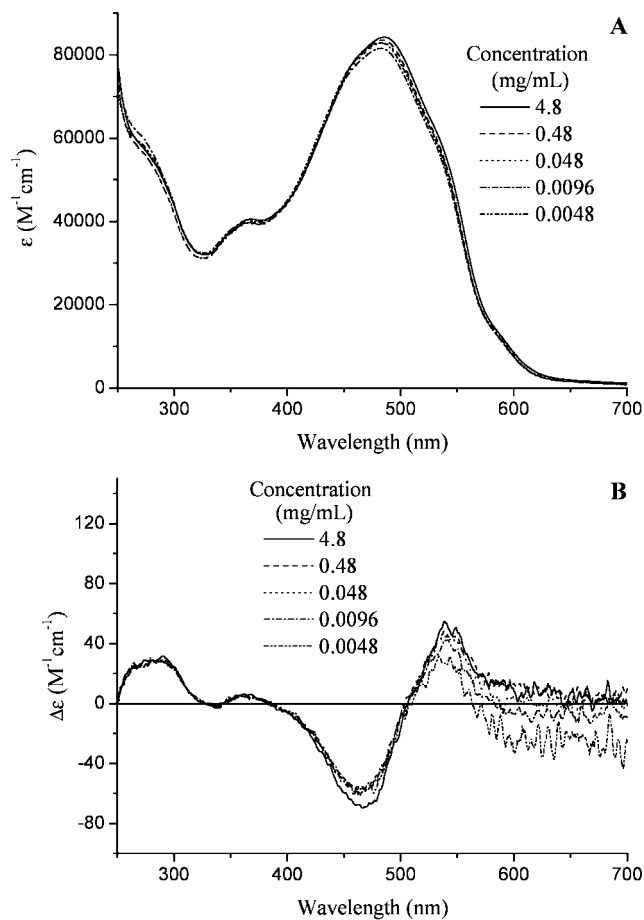 A
Concentration
(mg/mL)
4.8
0.48
0.048
0.0096
0.0048
80000
60000
40000
20000
0
ε (M⁻¹cm⁻¹)
300 400 500 600 700
Wavelength (nm)
B
Concentration
(mg/mL)
4.8
0.48
0.048
0.0096
0.0048
120
80
40
0
-40
-80
Δε (M⁻¹cm⁻¹)
300 400 500 600 700
Wavelength (nm)